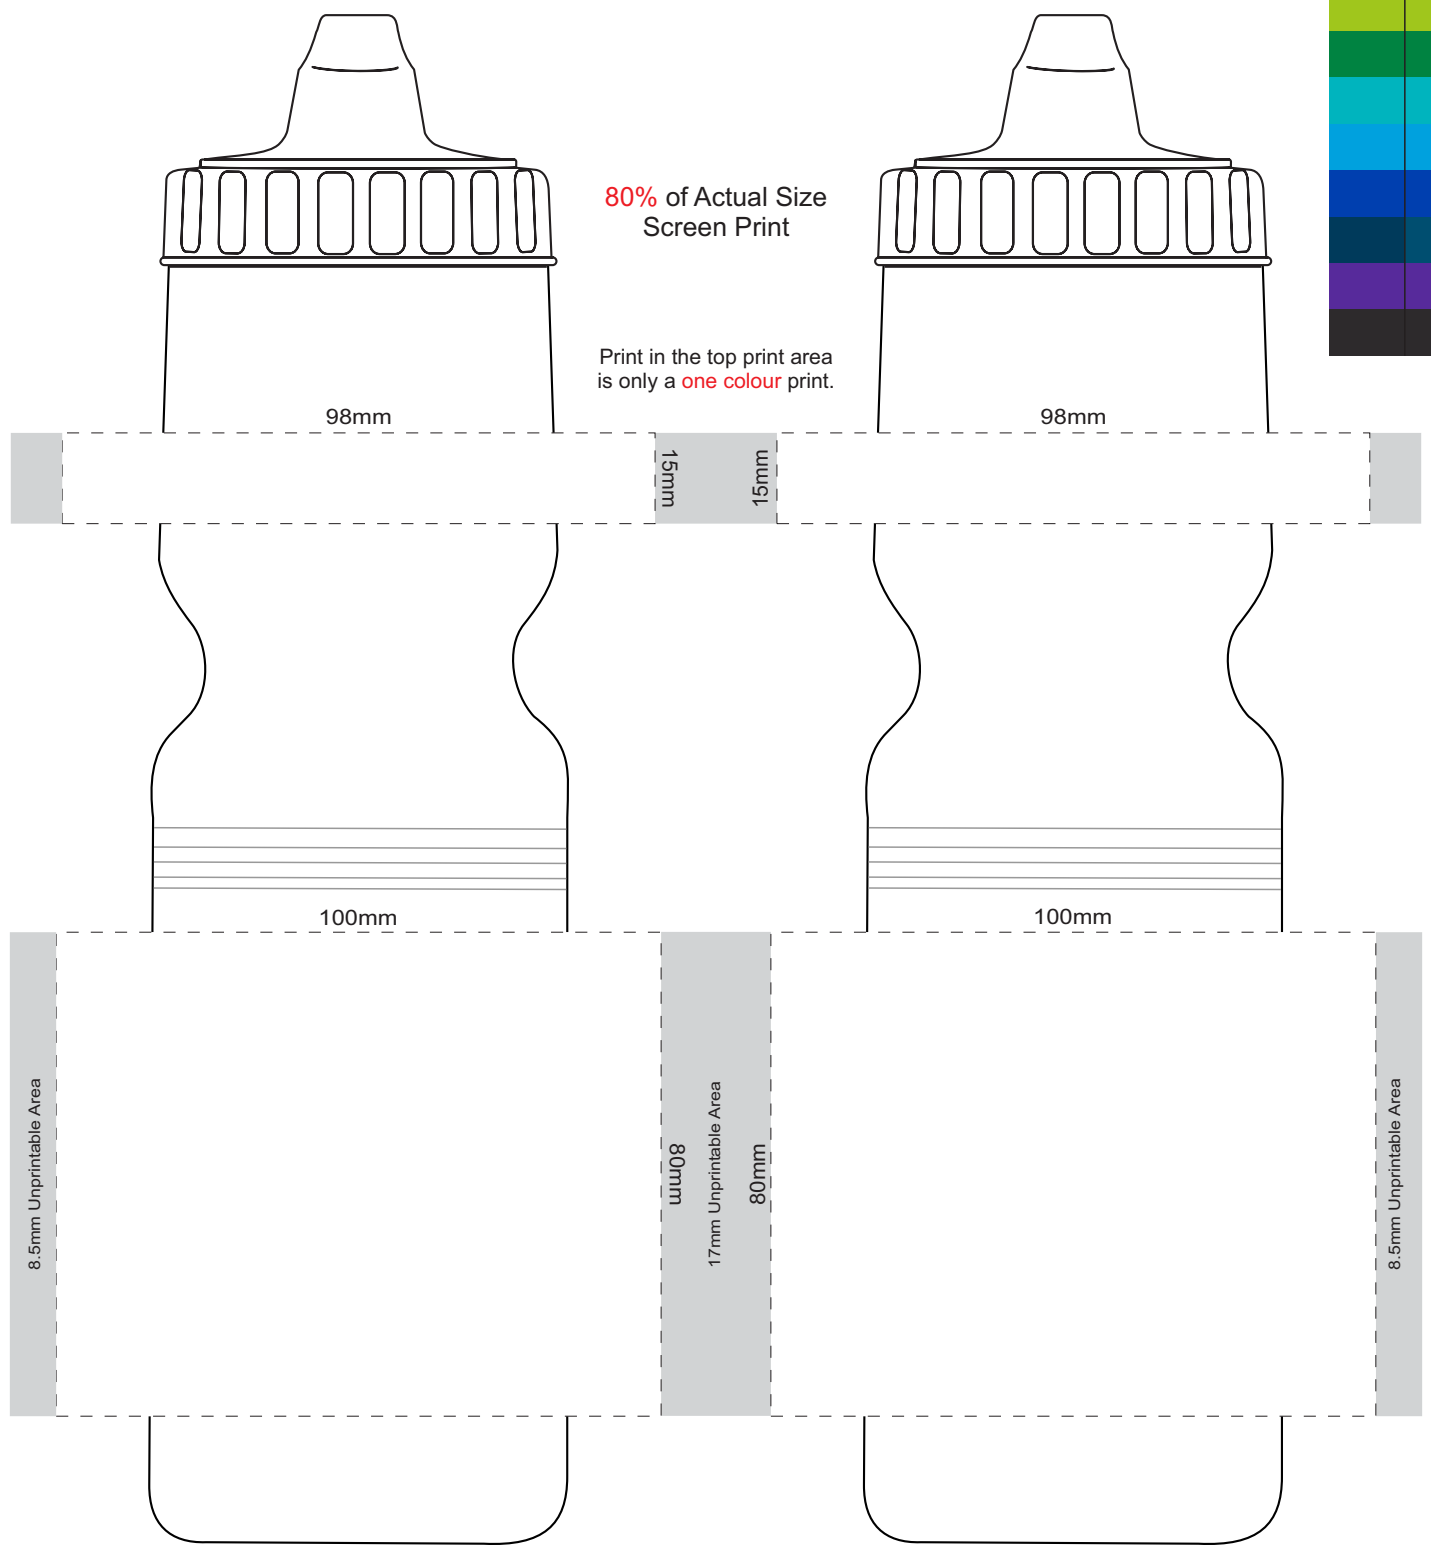 80% of Actual Size
Screen Print
Print in the top print area
is only a one colour print.
98mm
98mm
15mm
15mm
100mm
100mm
8.5mm Unprintable Area
80mm
17mm Unprintable Area
80mm
8.5mm Unprintable Area